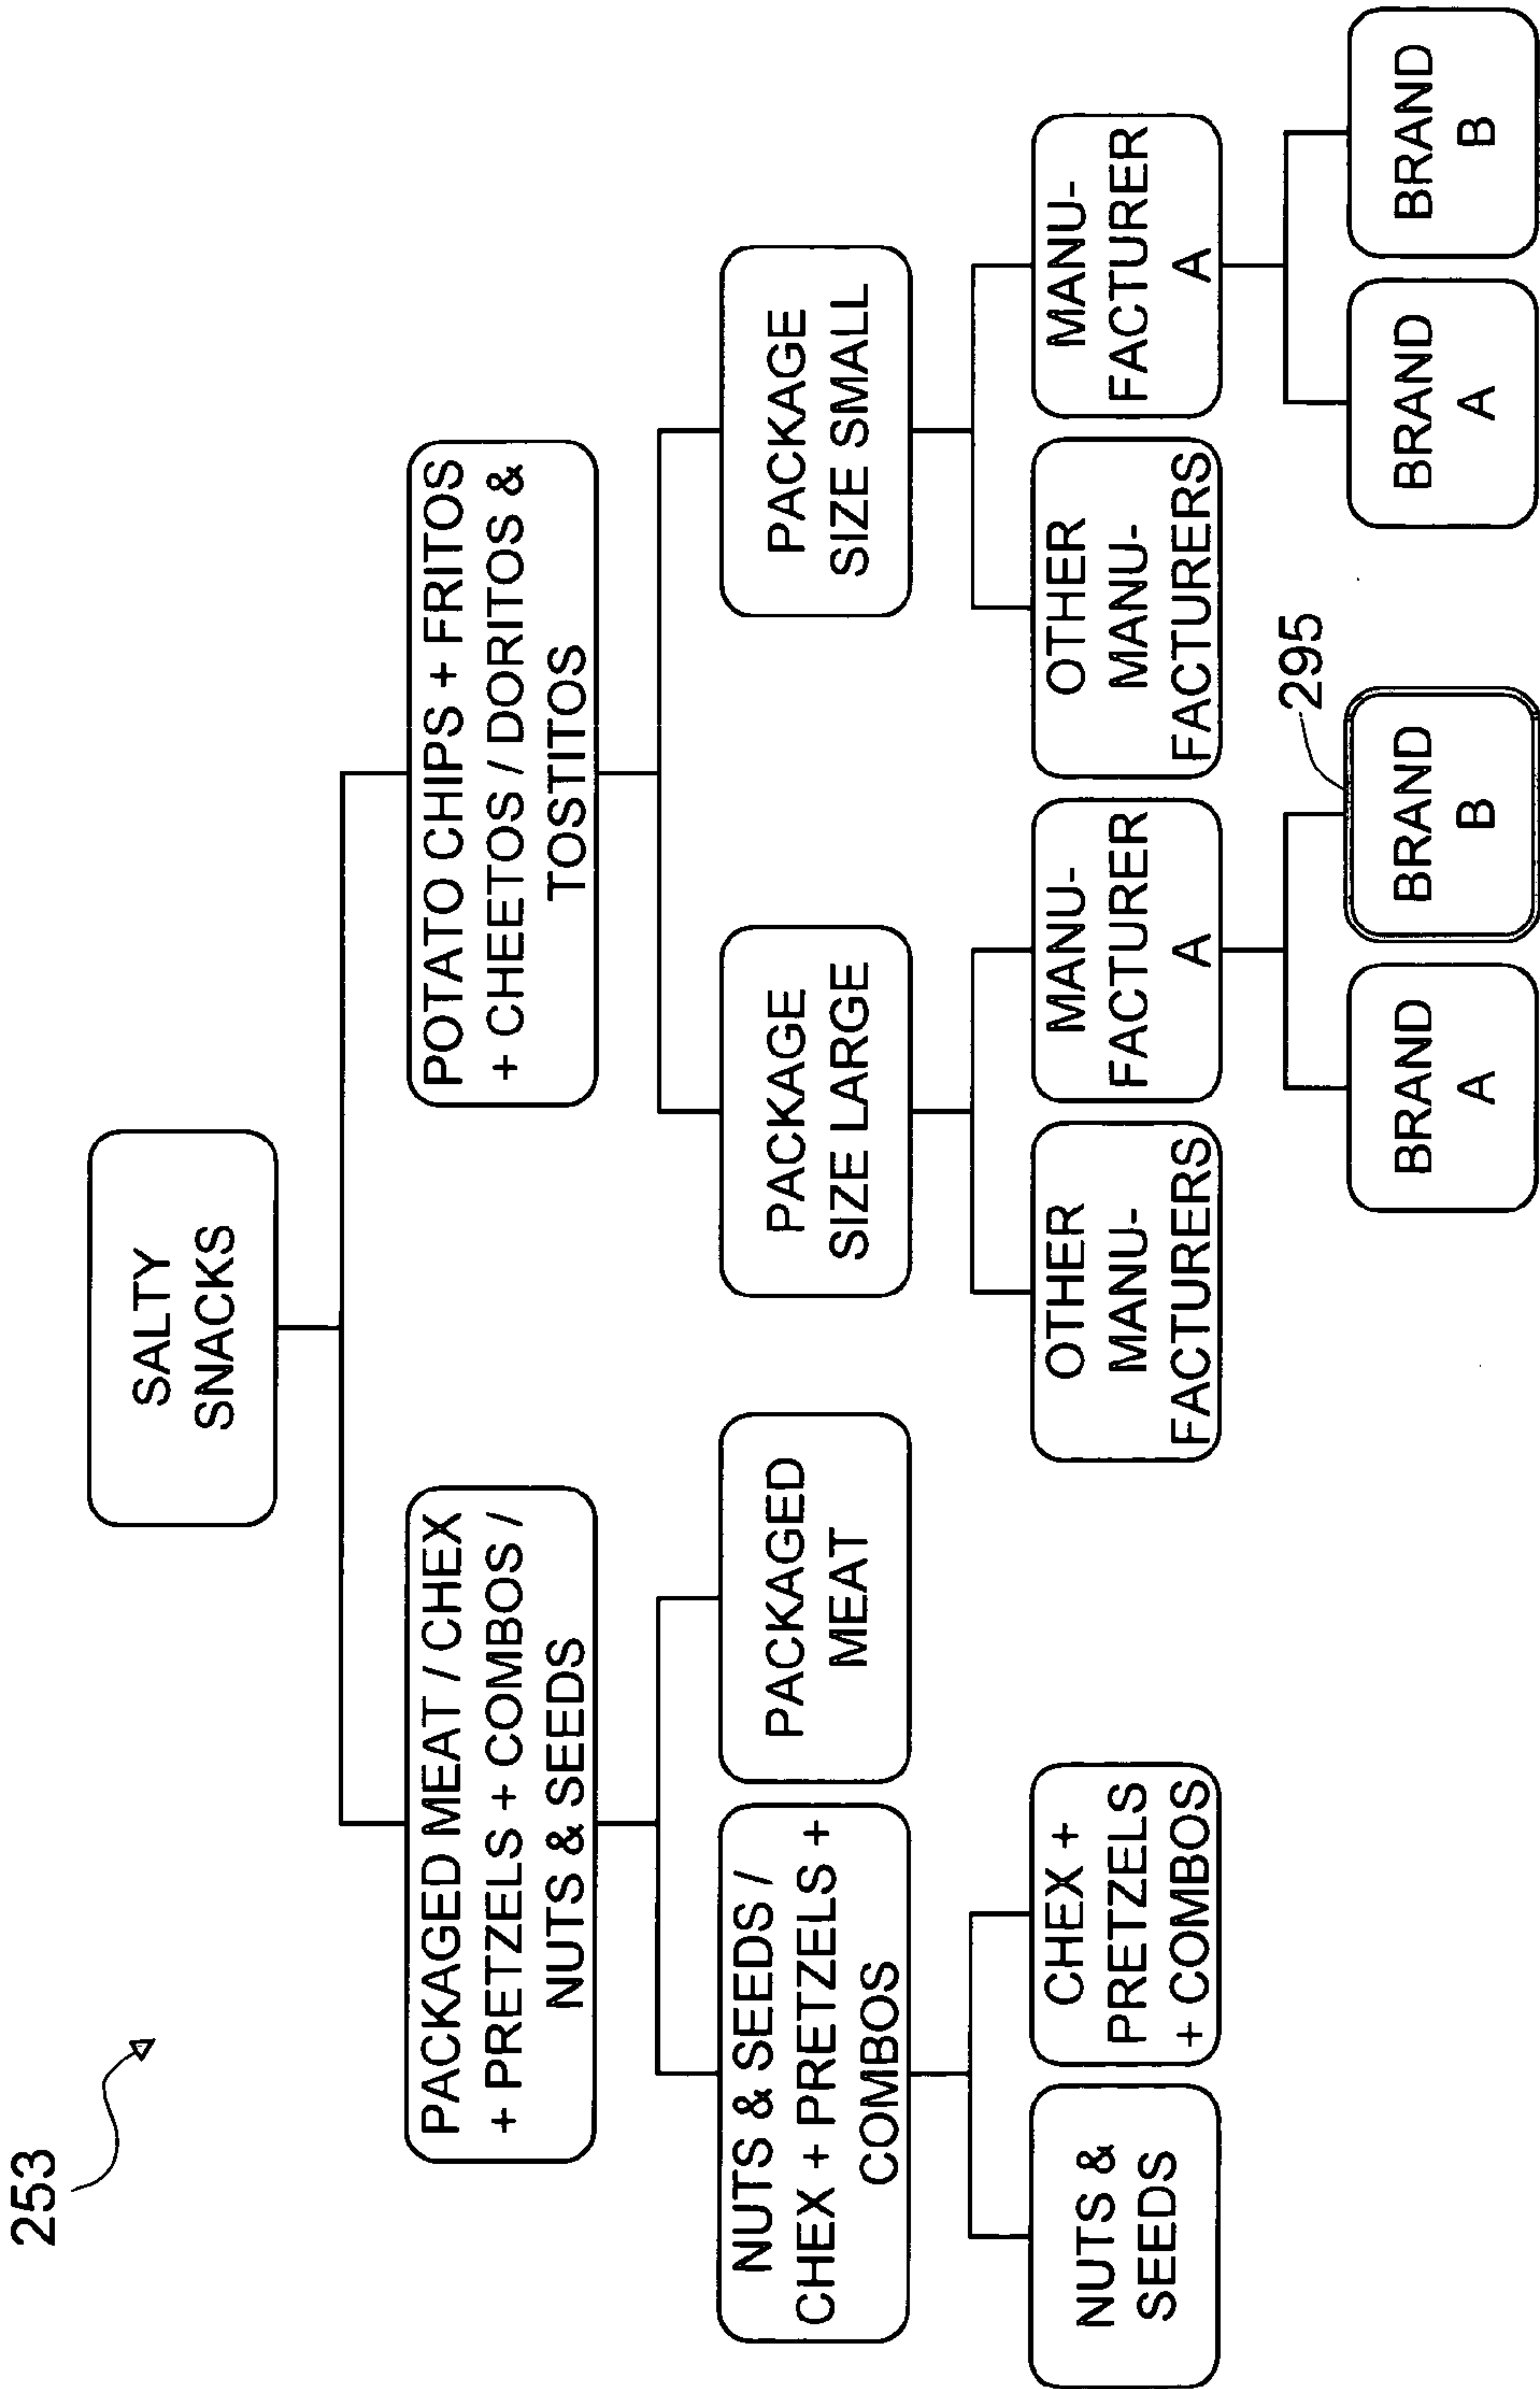 253
SALTY
SNACKS
PACKAGED MEAT / CHEX
+ PRETZELS + COMBOS /
NUTS & SEEDS
POTATO CHIPS + FRITOS
+ CHEETOS / DORITOS &
TOSTITOS
NUTS & SEEDS /
CHEX + PRETZELS +
COMBOS
PACKAGED
MEAT
PACKAGE
SIZE LARGE
PACKAGE
SIZE SMALL
NUTS &
SEEDS
CHEX +
PRETZELS
+ COMBOS
OTHER
MANU-
FACTURERS
MANU-
FACTURER
A
OTHER
MANU-
FACTURERS
MANU-
FACTURER
A
295
BRAND
A
BRAND
B
BRAND
A
BRAND
B